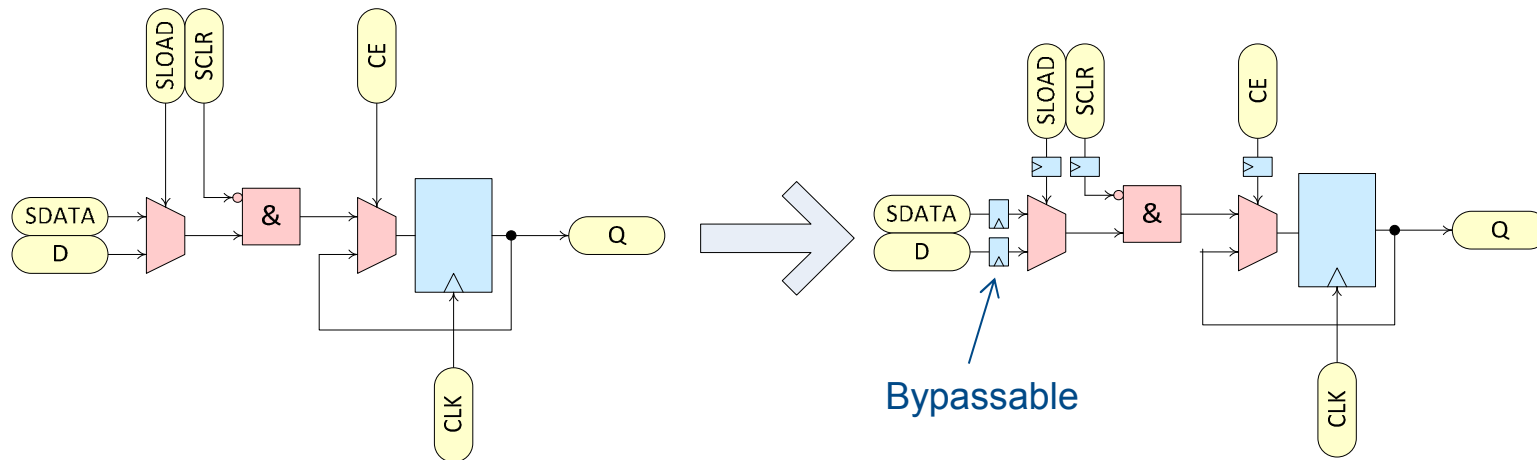 SLOAD
SCLR
CE
SDATA
D
&
Q
CLK
SLOAD
SCLR
CE
SDATA
D
&
Q
CLK
Bypassable